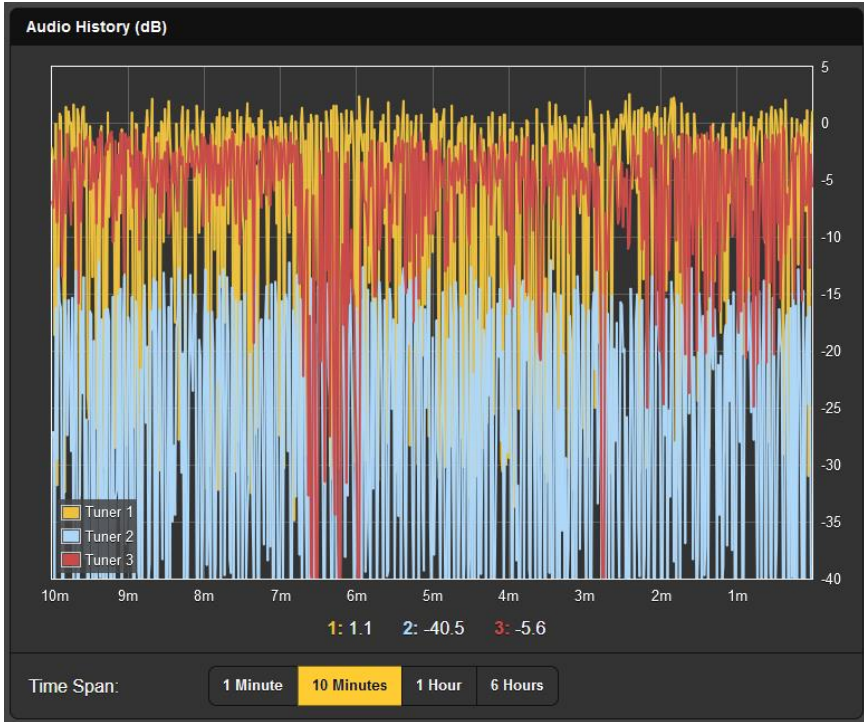 Audio History (dB)
5
0
-5
-10
-15
-20
-25
-30
-35
-40
Tuner 1
Tuner 2
Tuner 3
10m 9m 8m 7m 6m 5m 4m 3m 2m 1m
1: 1.1 2: -40.5 3: -5.6
Time Span: 1 Minute 10 Minutes 1 Hour 6 Hours